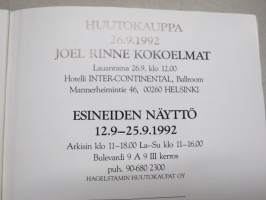 HUUTOKAUPPA
26.9.1992
JOEL RINNE KOKOELMAT
Lauantaina 26.9. klo 12.00
Hotelli INTER-CONTINENTAL, Ballroom
Mannerheimintie 46, 00260 HELSINKI
ESINEIDEN NÄYTTÖ
12.9–25.9.1992
Arkisin klo 11–18.00 La–Su klo 11–16.00
Bulevardi 9 A 9 III kerros
puh. 90-680 2300
HAGELSTAMIN HUUTOKAUPAT OY